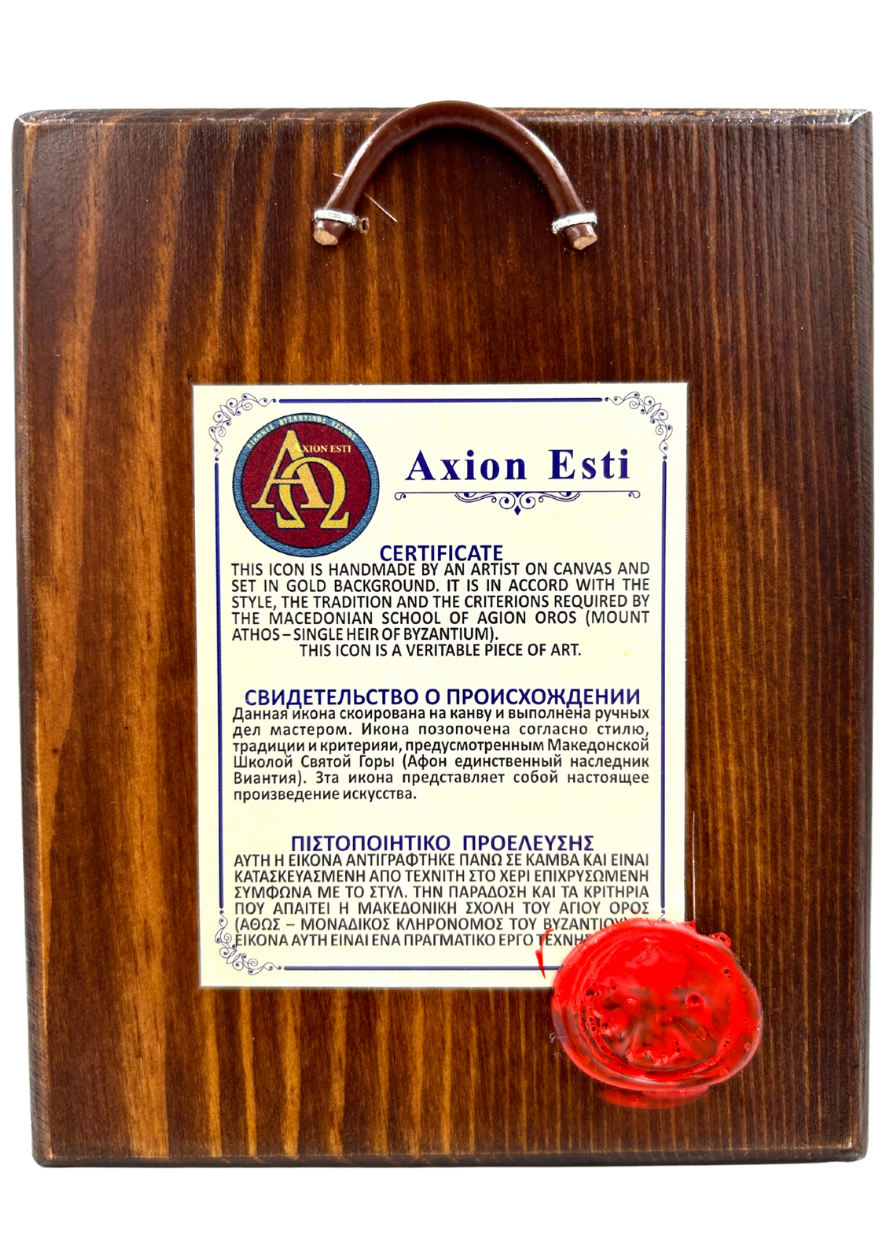 ΕΙΚΟΝΕΣ ΒΥΖΑΝΤΙΝΗΣ ΤΕΧΝΗΣ
AXION ESTI
ΑΩ
Axion Esti
CERTIFICATE
THIS ICON IS HANDMADE BY AN ARTIST ON CANVAS AND
SET IN GOLD BACKGROUND. IT IS IN ACCORD WITH THE
STYLE, THE TRADITION AND THE CRITERIONS REQUIRED BY
THE MACEDONIAN SCHOOL OF AGION OROS (MOUNT
ATHOS – SINGLE HEIR OF BYZANTIUM).
THIS ICON IS A VERITABLE PIECE OF ART.
СВИДЕТЕЛЬСТВО О ПРОИСХОЖДЕНИИ
Данная икона скоирована на канву и выполнена ручных
дел мастером. Икона позопочена согласно стилю,
традиции и критерияи, предусмотренным Македонской
Школой Святой Горы (Афон единственный наследник
Виантия). Зта икона представляет собой настоящее
произведение искусства.
ΠΙΣΤΟΠΟΙΗΤΙΚΟ ΠΡΟΕΛΕΥΣΗΣ
ΑΥΤΗ Η ΕΙΚΟΝΑ ΑΝΤΙΓΡΑΦΤΗΚΕ ΠΑΝΩ ΣΕ ΚΑΜΒΑ ΚΑΙ ΕΙΝΑΙ
ΚΑΤΑΣΚΕΥΑΣΜΕΝΗ ΑΠΟ ΤΕΧΝΙΤΗ ΣΤΟ ΧΕΡΙ ΕΠΙΧΡΥΣΩΜΕΝΗ
ΣΥΜΦΩΝΑ ΜΕ ΤΟ ΣΤΥΛ. ΤΗΝ ΠΑΡΑΔΟΣΗ ΚΑΙ ΤΑ ΚΡΙΤΗΡΙΑ
ΠΟΥ ΑΠΑΙΤΕΙ Η ΜΑΚΕΔΟΝΙΚΗ ΣΧΟΛΗ ΤΟΥ ΑΓΙΟΥ ΟΡΟΣ
(ΑΘΩΣ – ΜΟΝΑΔΙΚΟΣ ΚΛΗΡΟΝΟΜΟΣ ΤΟΥ ΒΥΖΑΝΤΙΟΥ)
ΕΙΚΟΝΑ ΑΥΤΗ ΕΙΝΑΙ ΕΝΑ ΠΡΑΓΜΑΤΙΚΟ ΕΡΓΟ ΤΕΧΝΗΣ